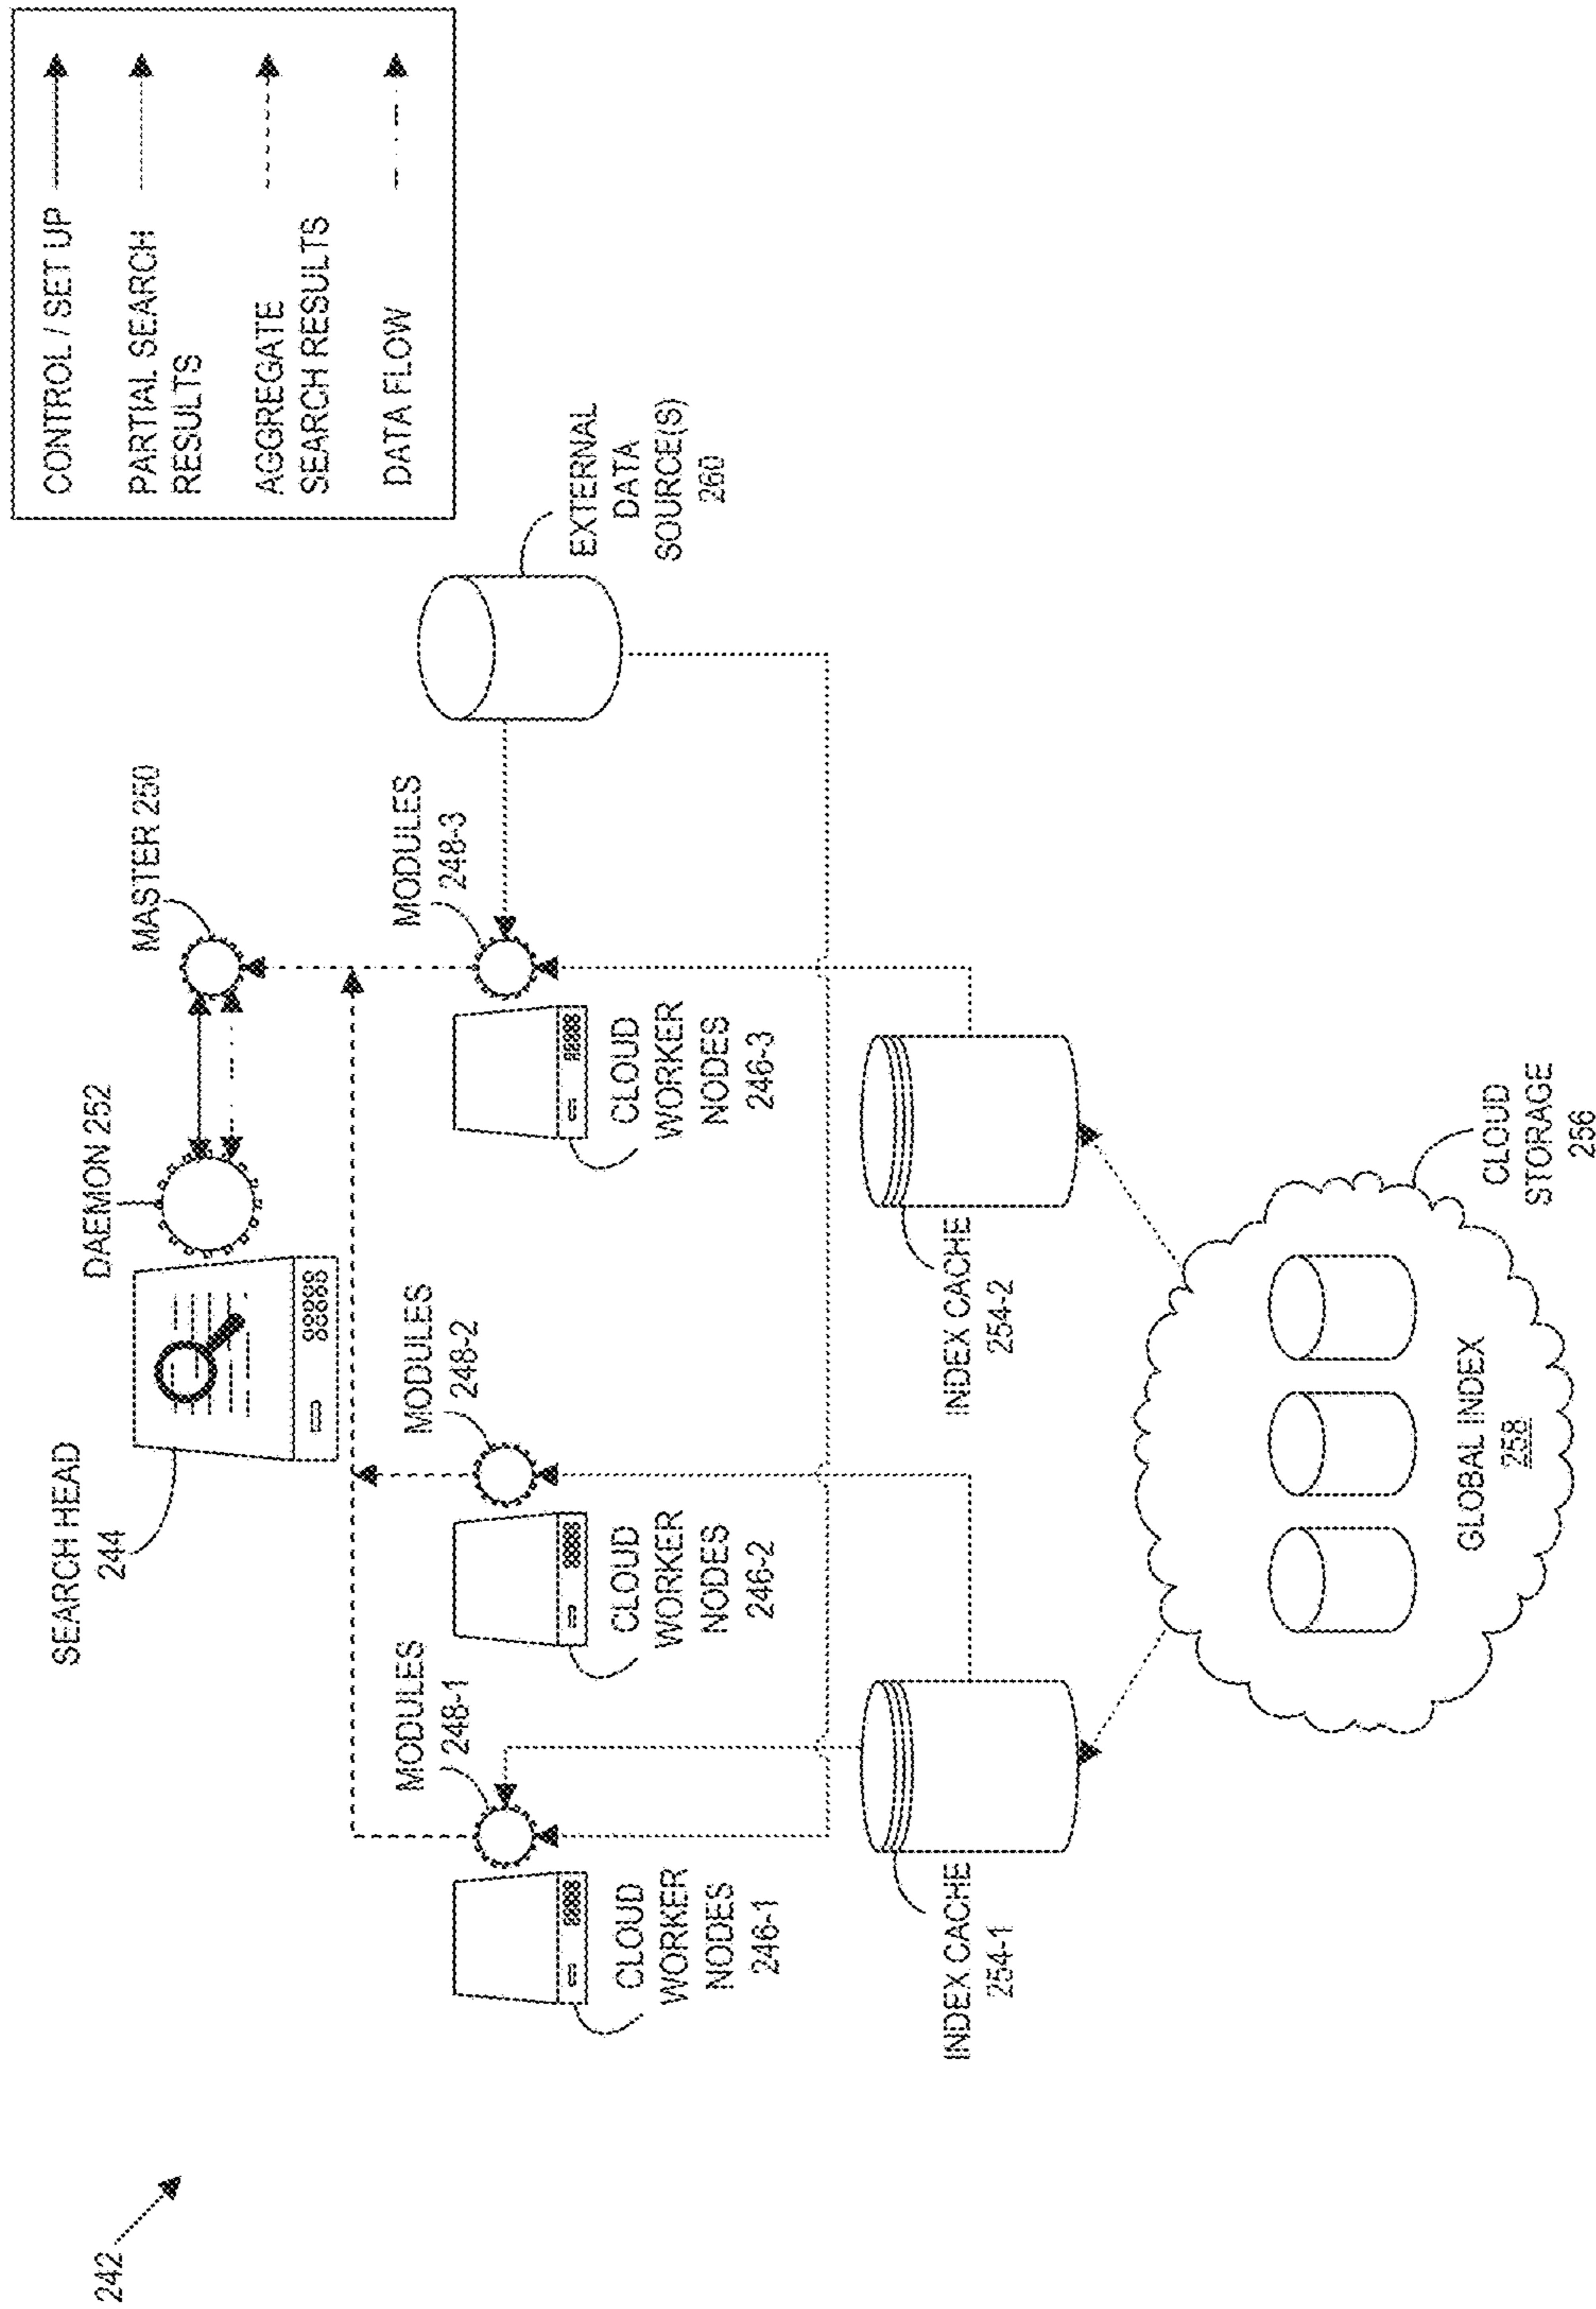 242
SEARCH HEAD
244
DAEMON 252
MASTER 250
CONTROL / SET UP
PARTIAL SEARCH
RESULTS
AGGREGATE
SEARCH RESULTS
DATA FLOW
MODULES
248-1
MODULES
248-2
MODULES
248-3
CLOUD
WORKER
NODES
246-1
CLOUD
WORKER
NODES
246-2
CLOUD
WORKER
NODES
246-3
EXTERNAL
DATA
SOURCE(S)
260
INDEX CACHE
254-1
INDEX CACHE
254-2
GLOBAL INDEX
258
CLOUD
STORAGE
256